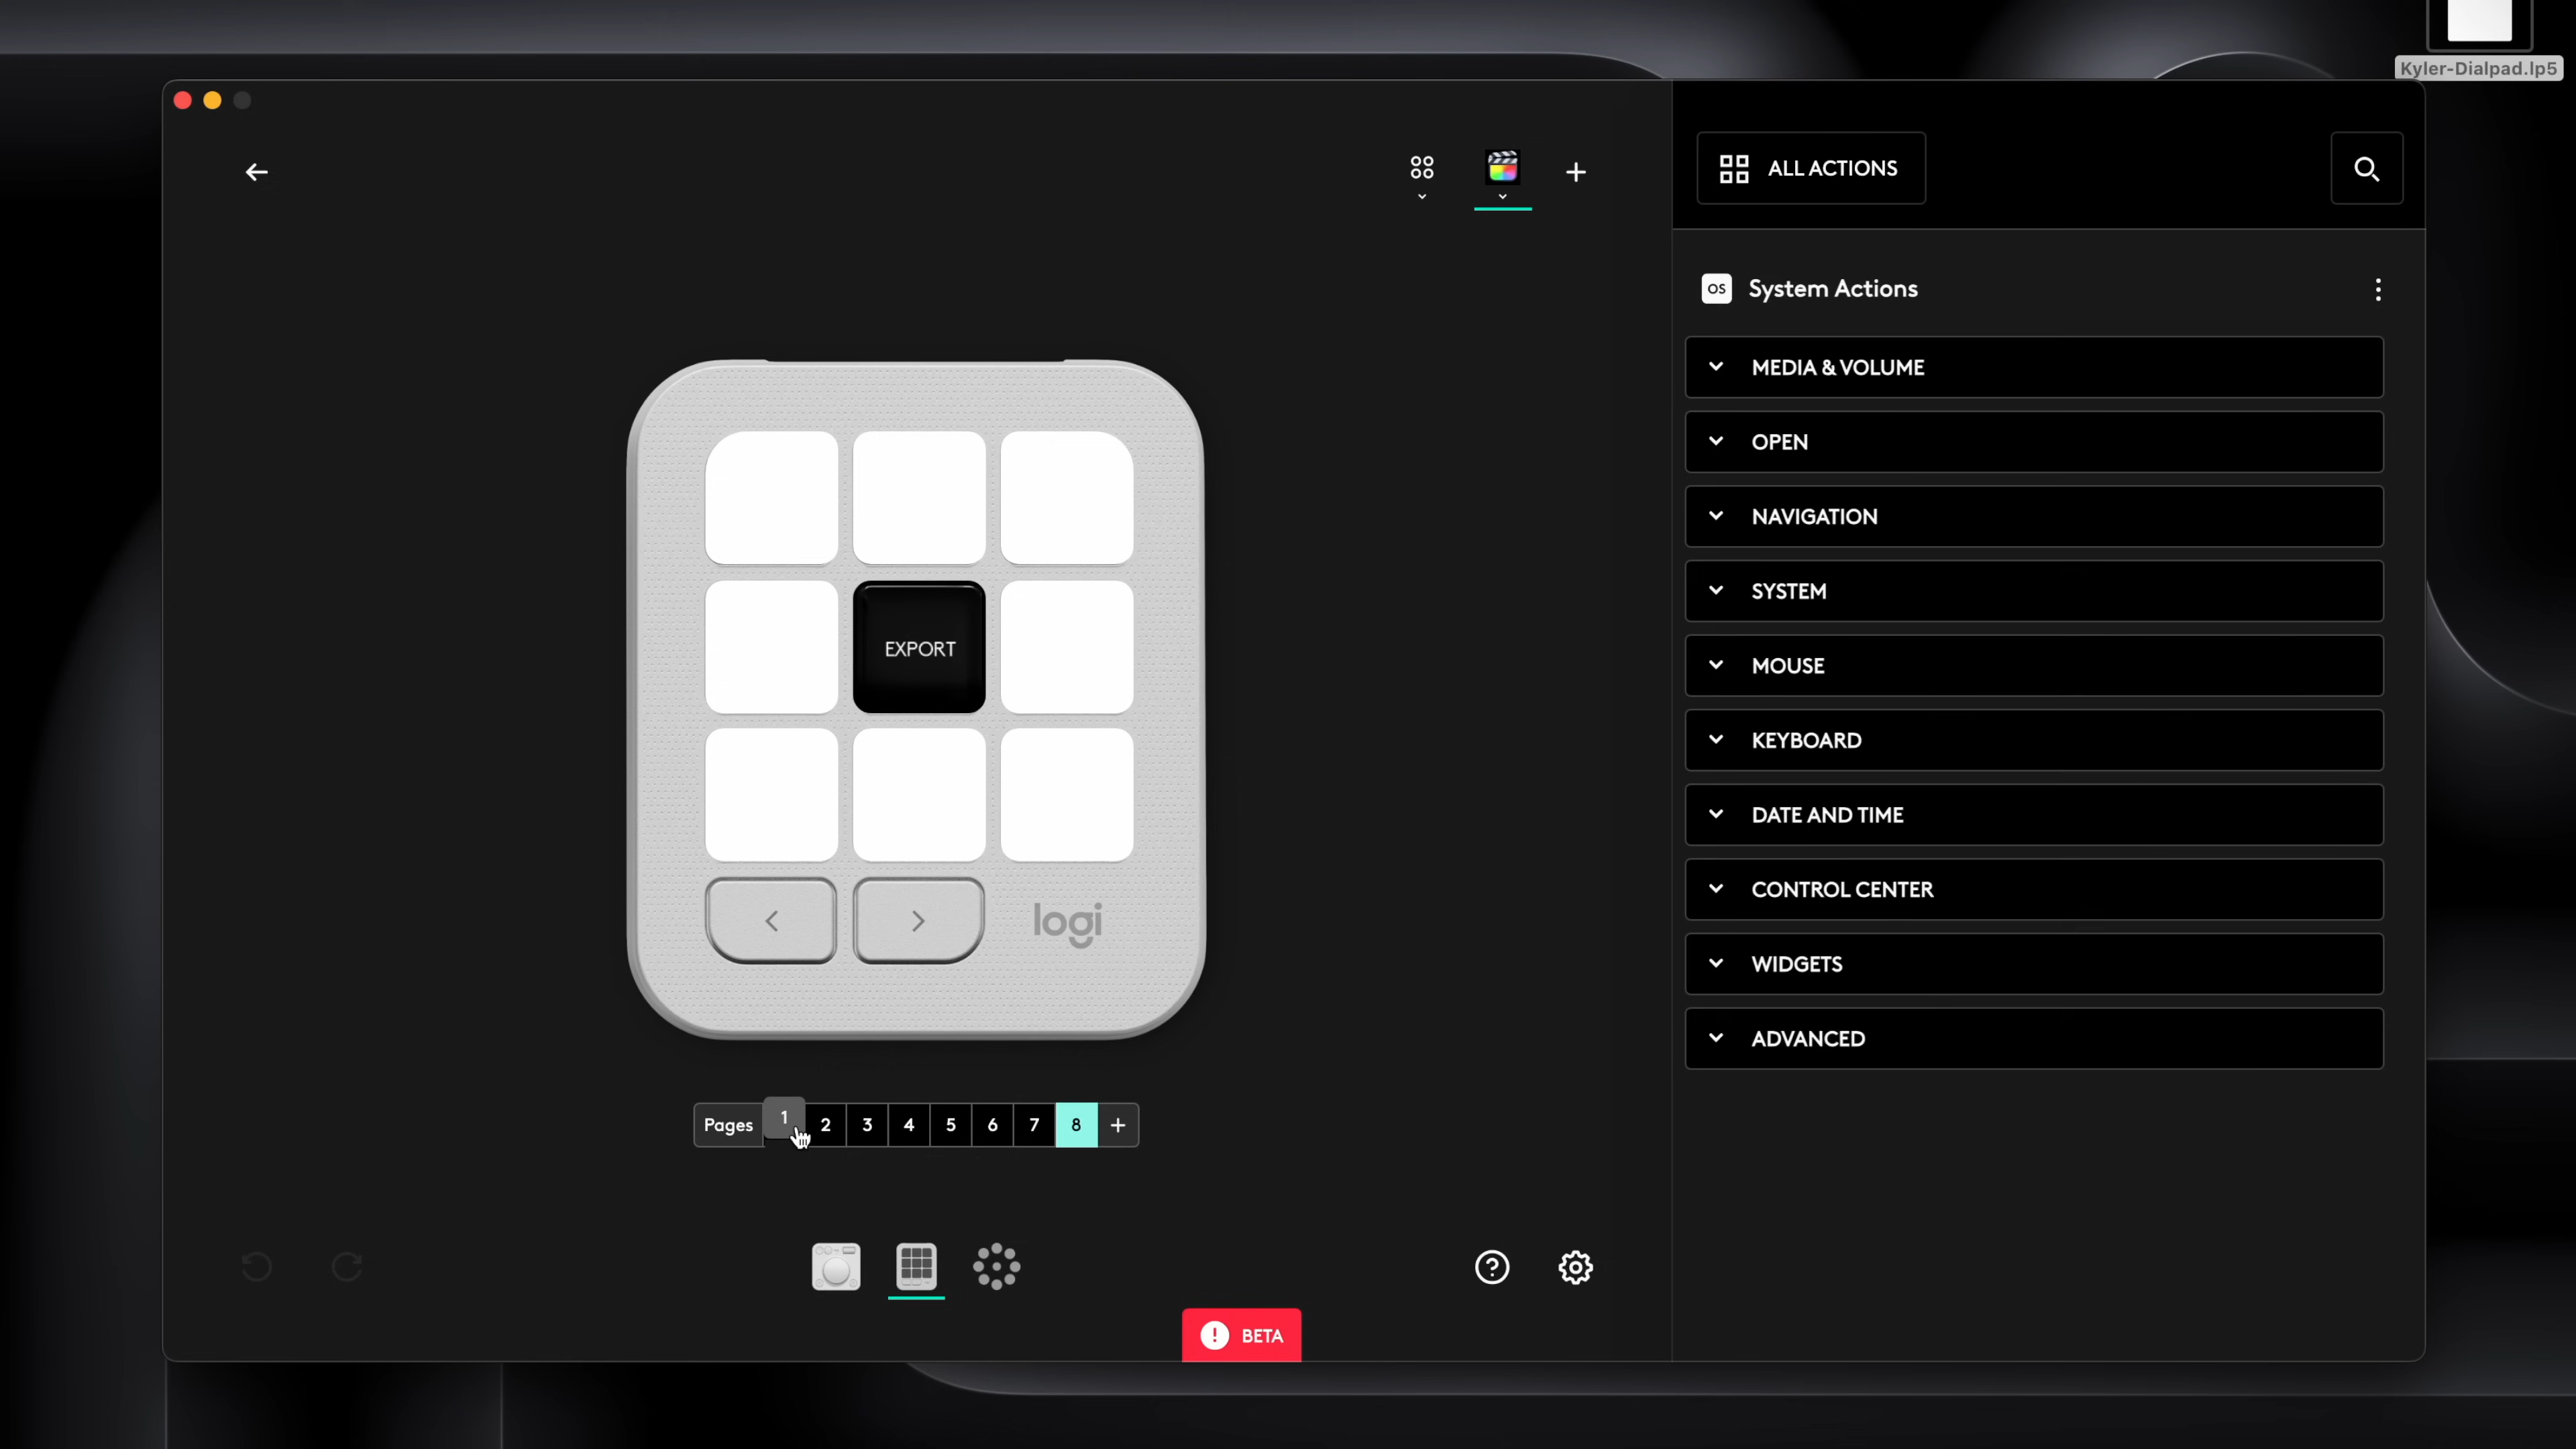 Kyler-Dialpad.lp5
ALL ACTIONS
OS System Actions
MEDIA & VOLUME
OPEN
NAVIGATION
SYSTEM
MOUSE
KEYBOARD
DATE AND TIME
CONTROL CENTER
WIDGETS
ADVANCED
EXPORT
logi
Pages 1 2 3 4 5 6 7 8 +
BETA